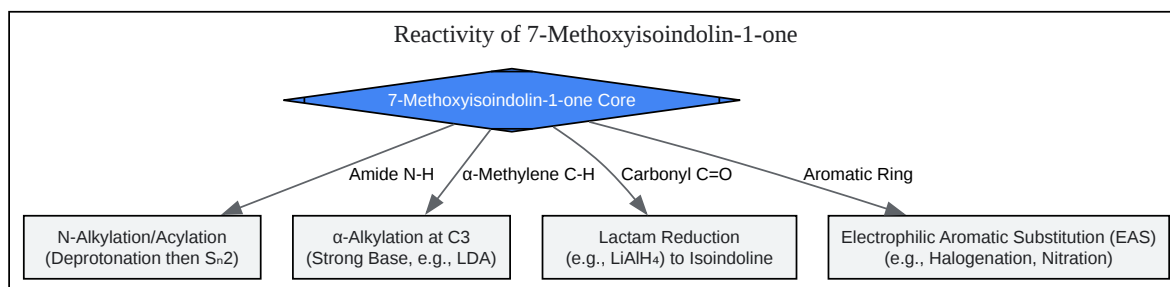 Reactivity of 7-Methoxyisoindolin-1-one
7-Methoxyisoindolin-1-one Core
Amide N-H
α-Methylene C-H
Carbonyl C=O
Aromatic Ring
N-Alkylation/Acylation
(Deprotonation then Sₙ2)
α-Alkylation at C3
(Strong Base, e.g., LDA)
Lactam Reduction
(e.g., LiAlH₄) to Isoindoline
Electrophilic Aromatic Substitution (EAS)
(e.g., Halogenation, Nitration)